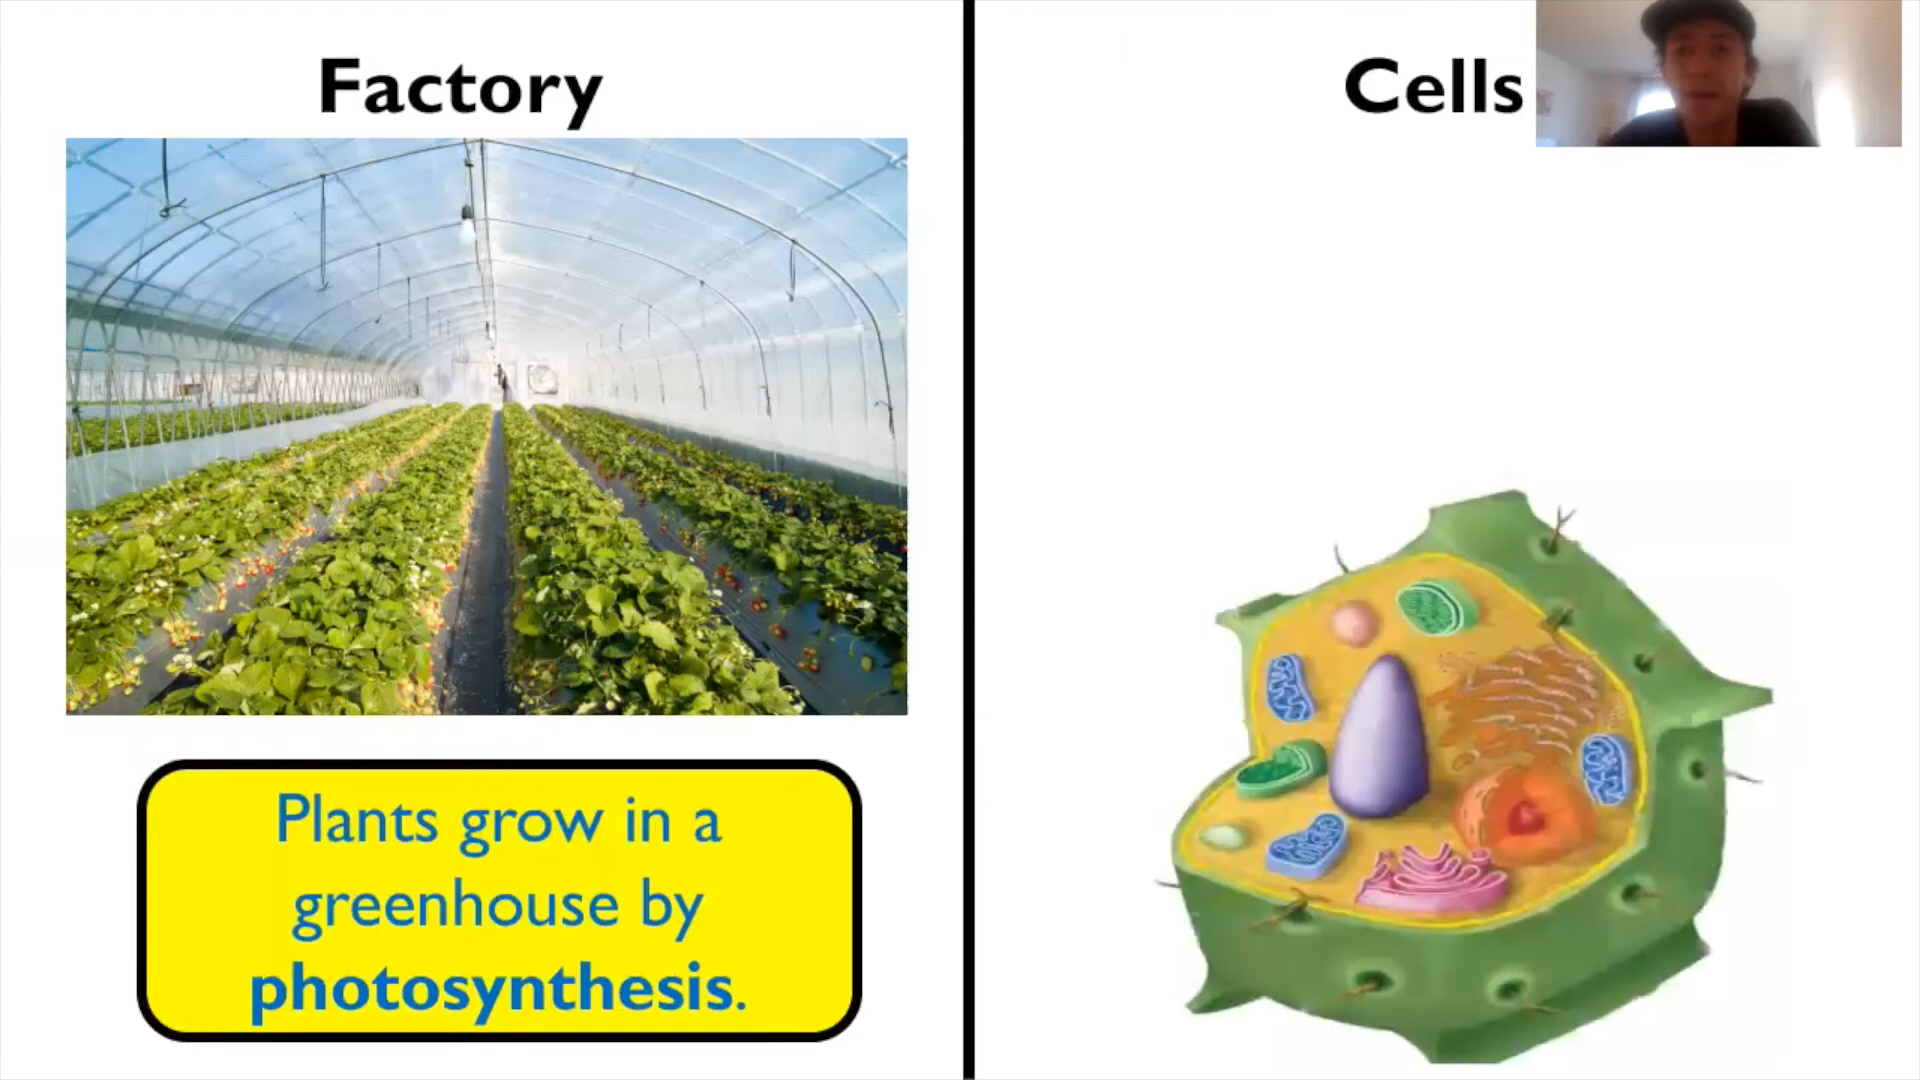 Factory
Cells
Plants grow in a
greenhouse by
photosynthesis.